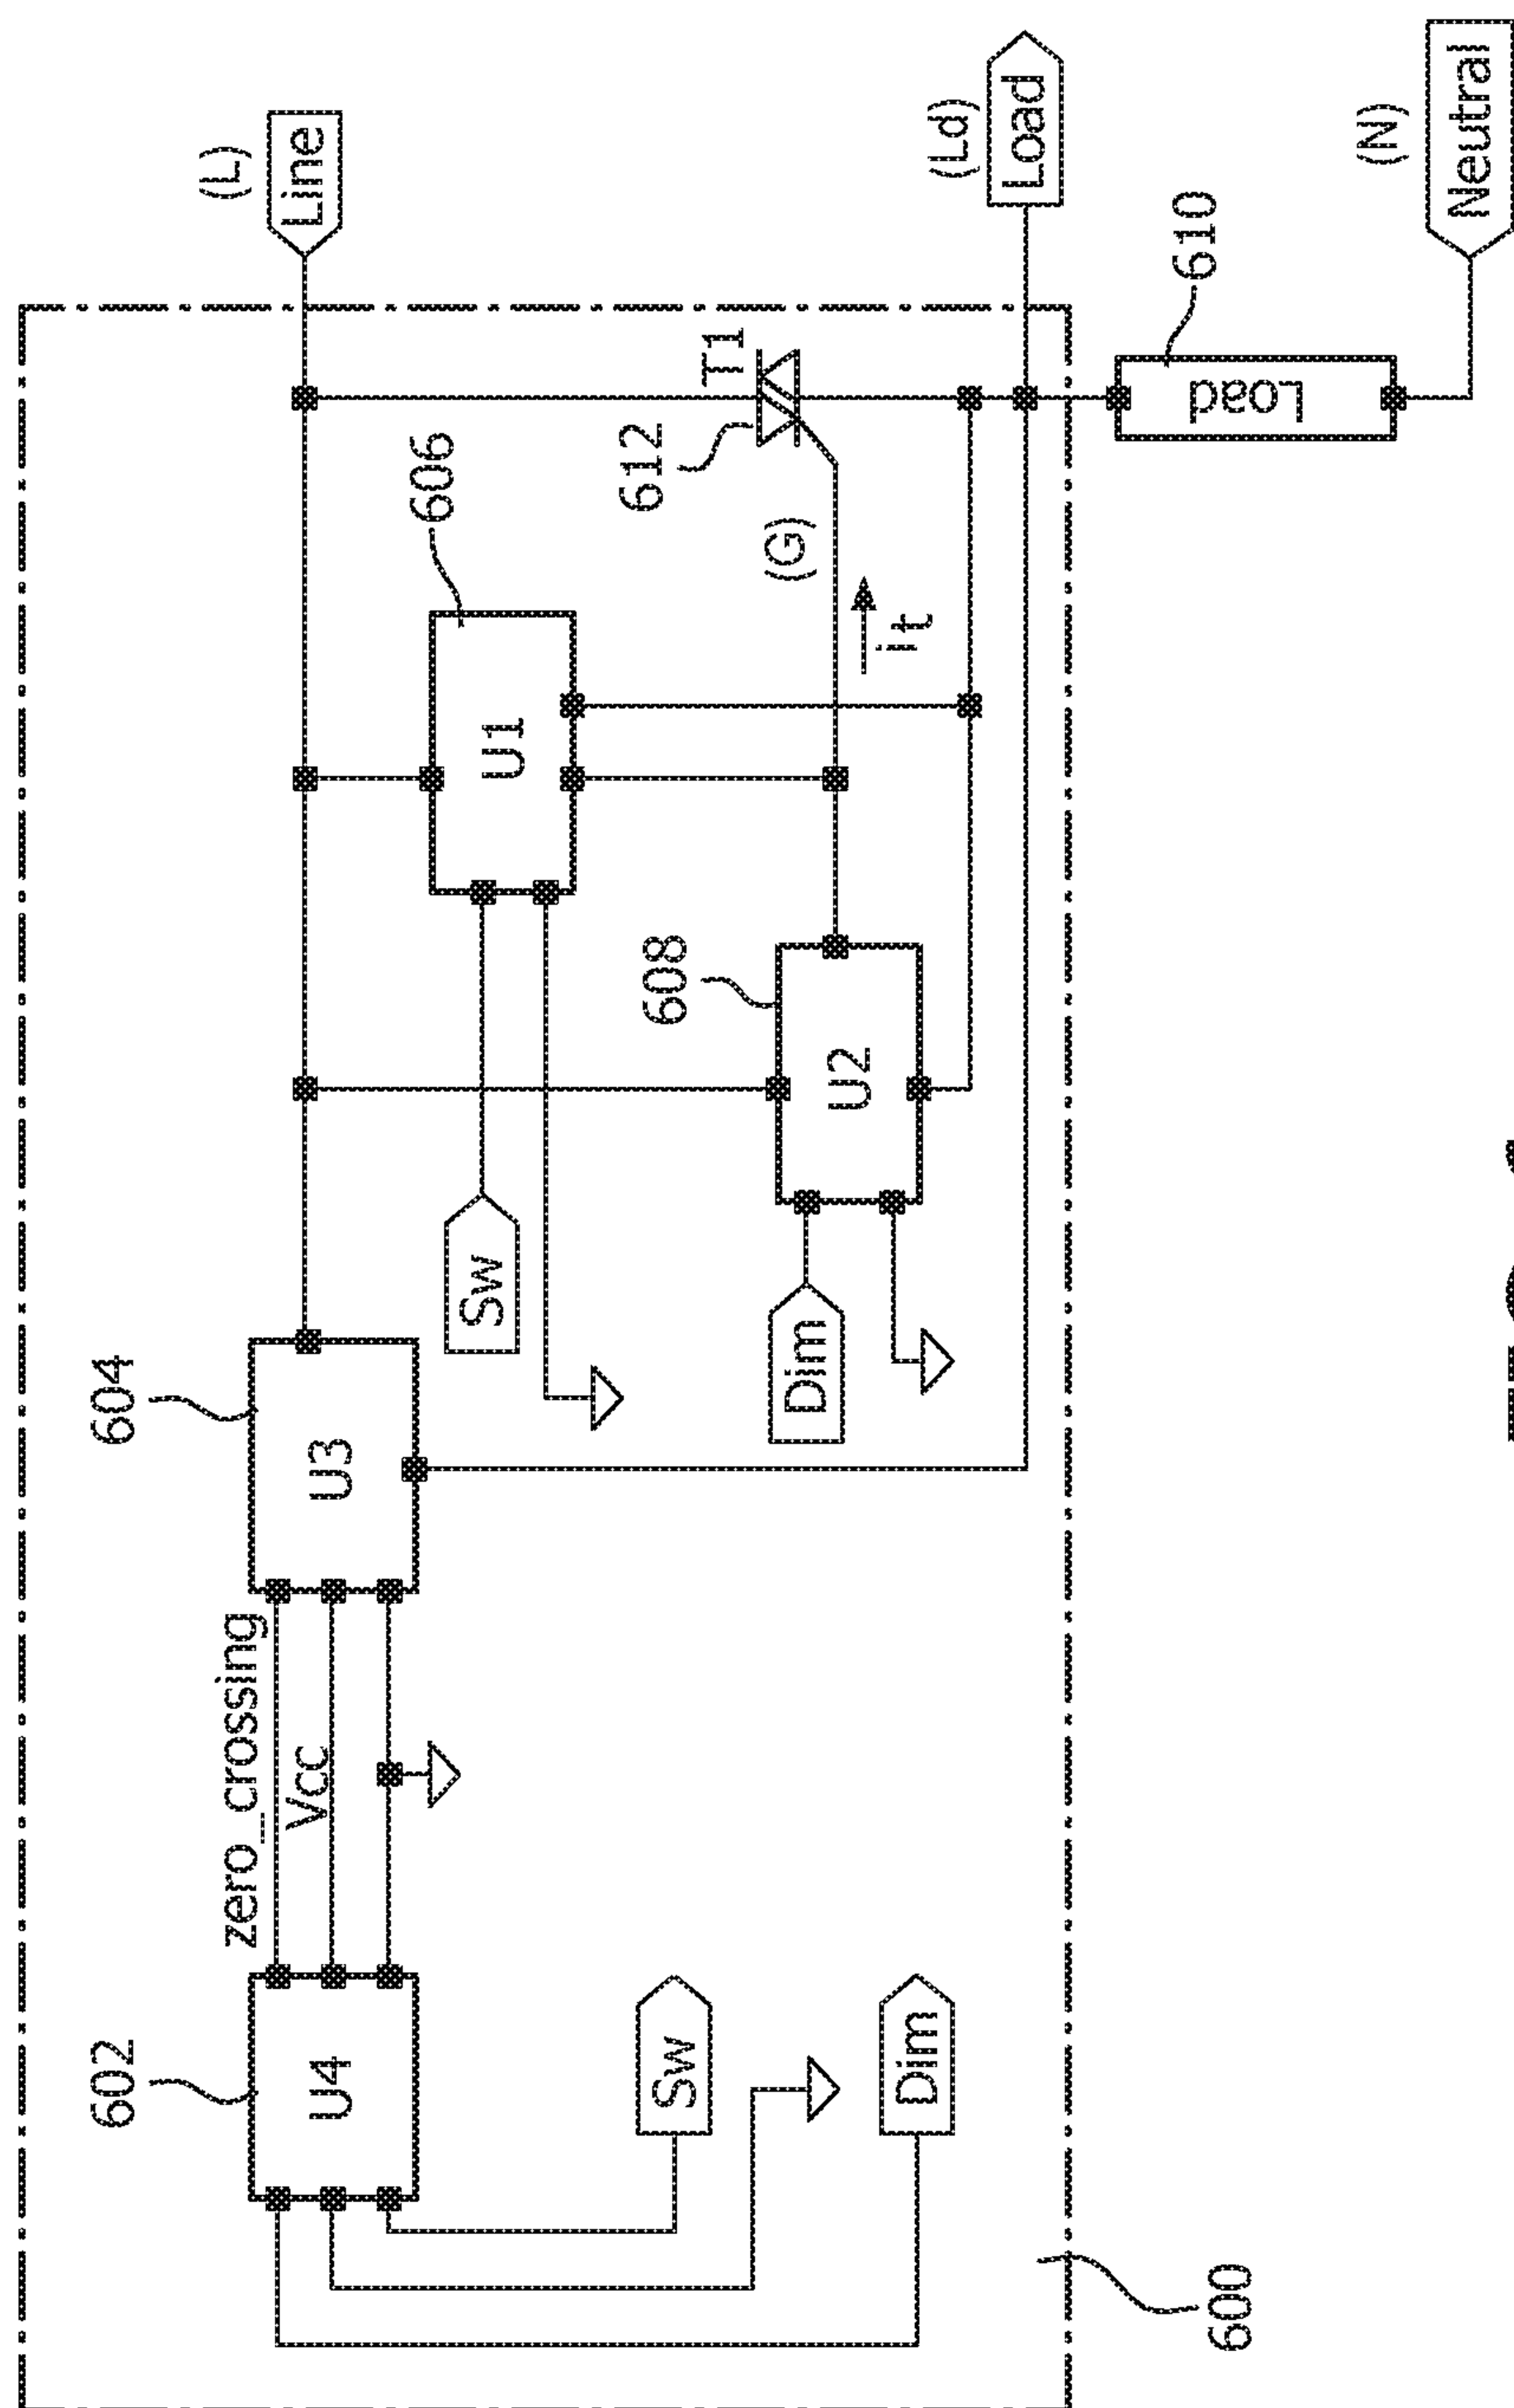 602
U4
zero_crossing
Vcc
604
U3
(L)
Line
606
U1
Sw
608
U2
Dim
612
T1
(G)
it
Sw
Dim
(Ld)
Load
600
610
Load
(N)
Neutral